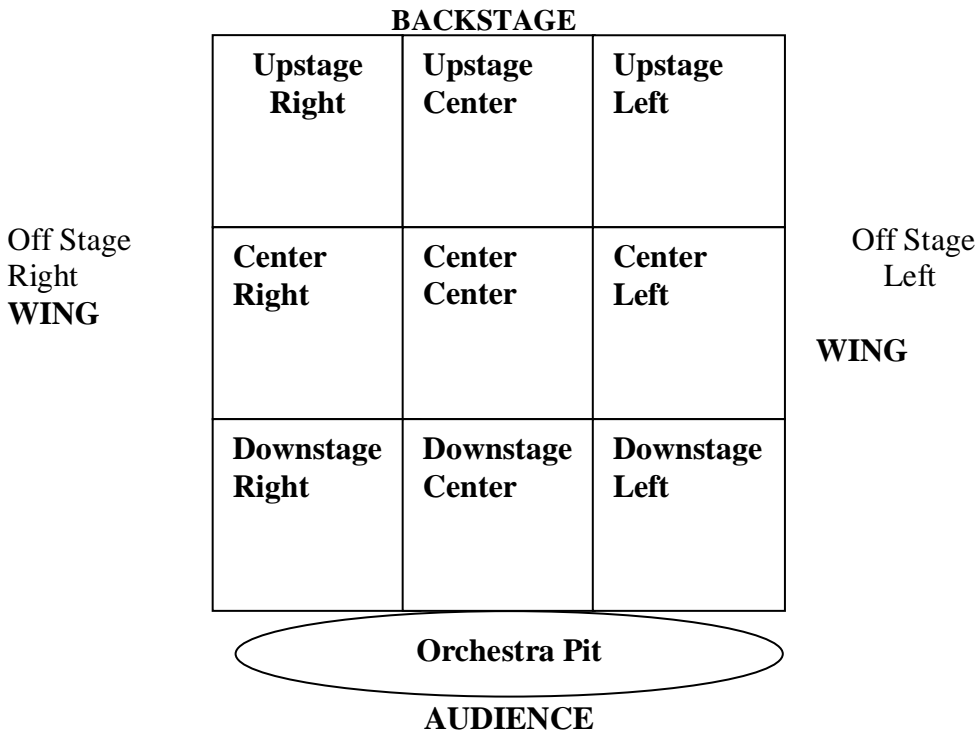 BACKSTAGE
Upstage
Right
Upstage
Center
Upstage
Left
Off Stage
Right
WING
Center
Right
Center
Center
Center
Left
Off Stage
Left
WING
Downstage
Right
Downstage
Center
Downstage
Left
Orchestra Pit
AUDIENCE